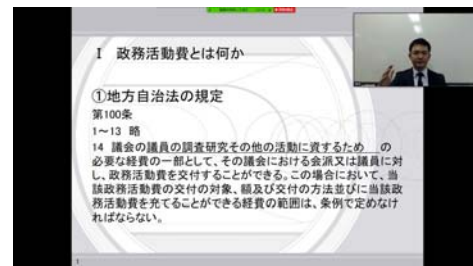 Ⅰ 政務活動費とは何か
①地方自治法の規定
第100条
1~13 略
14 議会の議員の調査研究その他の活動に資するため の
必要な経費の一部として、その議会における会派又は議員に対
し、政務活動費を交付することができる。この場合において、当
該政務活動費の交付の対象、額及び交付の方法並びに当該政
務活動費を充てることができる経費の範囲は、条例で定めなけ
ればならない。
1